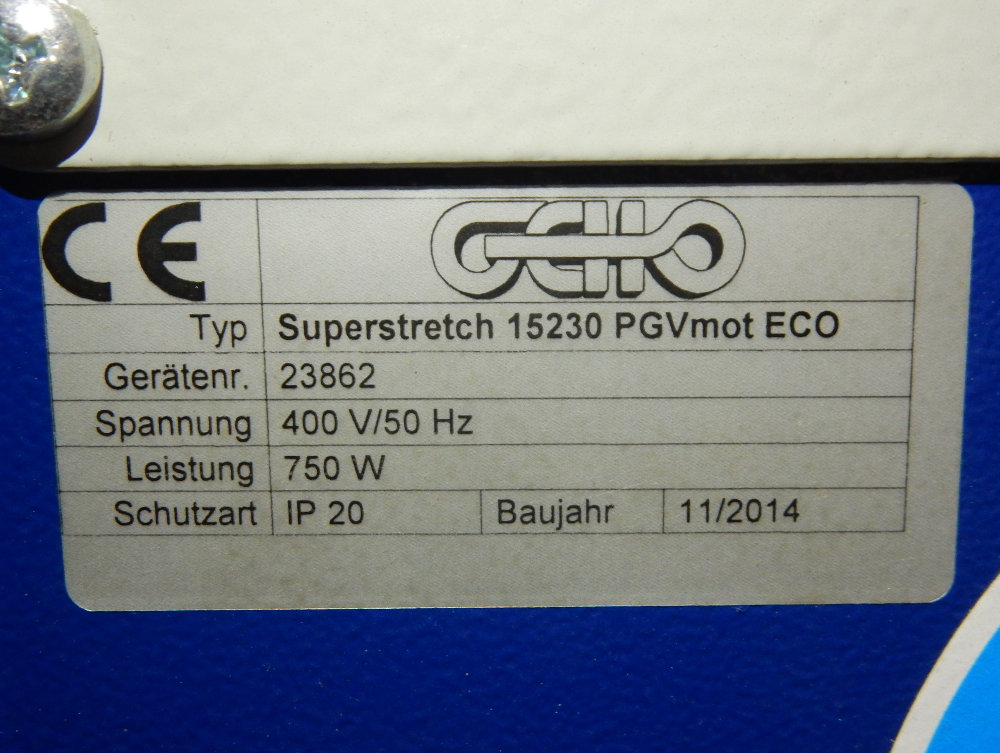 CE
Typ Superstretch 15230 PGVmot ECO
Gerätenr. 23862
Spannung 400 V/50 Hz
Leistung 750 W
Schutzart IP 20 Baujahr 11/2014